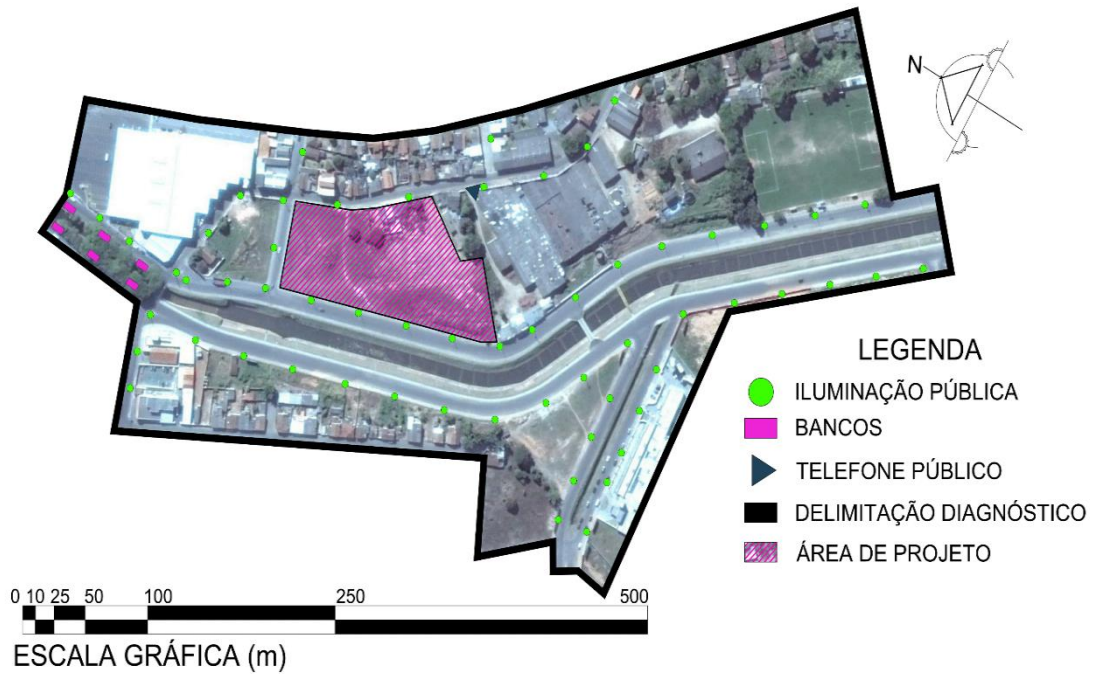 N
LEGENDA
ILUMINAÇÃO PÚBLICA
BANCOS
TELEFONE PÚBLICO
DELIMITAÇÃO DIAGNÓSTICO
ÁREA DE PROJETO
0 10 25 50 100 250 500
ESCALA GRÁFICA (m)